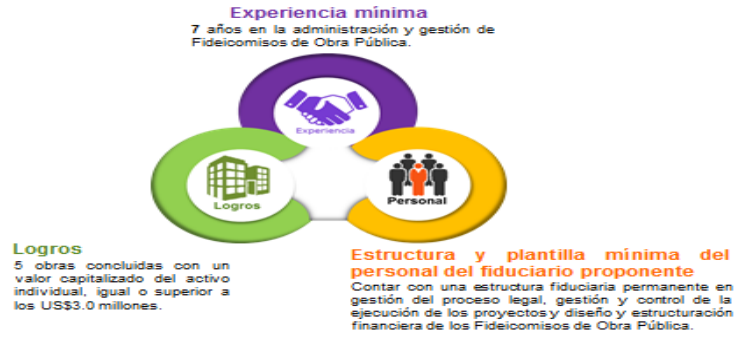 Experiencia mínima
7 años en la administración y gestión de
Fideicomisos de Obra Pública.
Experiencia
Logros
Personal
Logros
5 obras concluidas con un
valor capitalizado del activo
individual, igual o superior a
los US$3.0 millones.
Estructura y plantilla mínima del
personal del fiduciario proponente
Contar con una estructura fiduciaria permanente en
gestión del proceso legal, gestión y control de la
ejecución de los proyectos y diseño y estructuración
financiera de los Fideicomisos de Obra Pública.